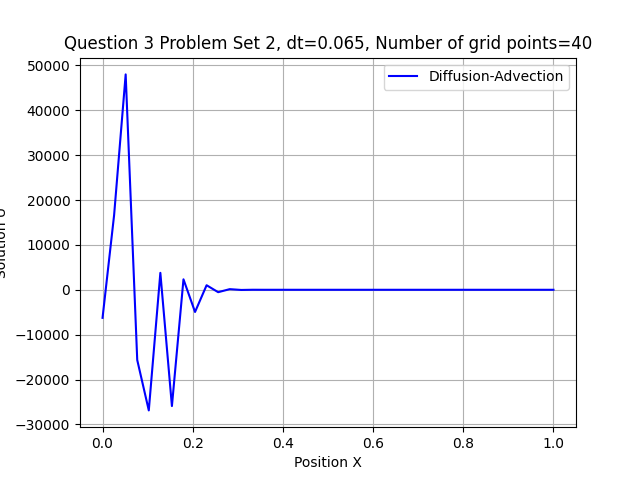 Question 3 Problem Set 2, dt=0.065, Number of grid points=40
Diffusion-Advection
50000
40000
30000
20000
10000
0
−10000
−20000
−30000
Solution
0.0 0.2 0.4 0.6 0.8 1.0
Position X